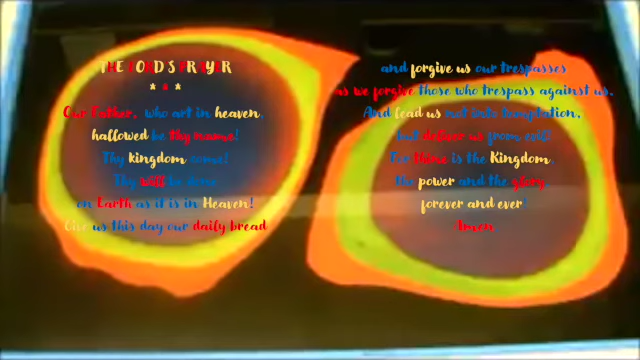 THE LORD'S PRAYER
* * *
Our Father, who art in heaven,
hallowed be thy name!
Thy kingdom come!
Thy will be done
on Earth as it is in Heaven!
Give us this day our daily bread
and forgive us our trespasses
as we forgive those who trespass against us.
And lead us not into temptation,
but deliver us from evil!
For thine is the Kingdom,
the power and the glory
forever and ever!
Amen